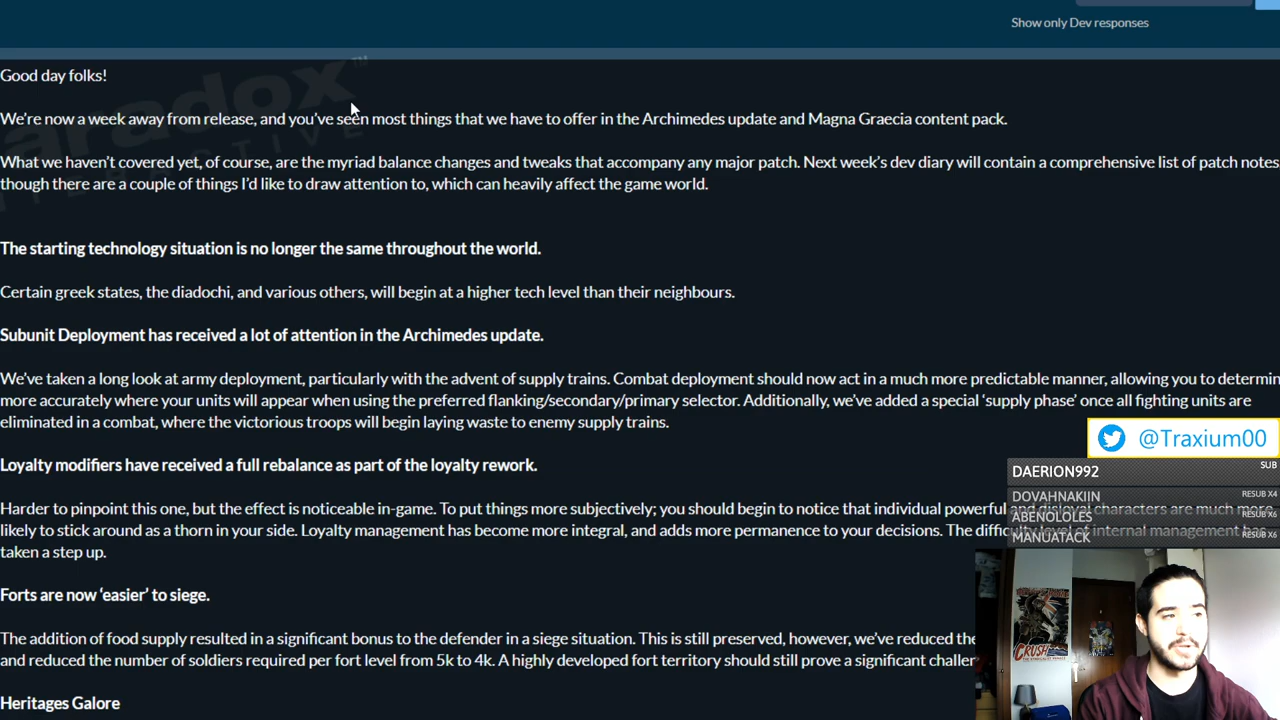 Show only Dev responses
Good day folks!
We're now a week away from release, and you've seen most things that we have to offer in the Archimedes update and Magna Graecia content pack.
What we haven't covered yet, of course, are the myriad balance changes and tweaks that accompany any major patch. Next week's dev diary will contain a comprehensive list of patch notes
though there are a couple of things I'd like to draw attention to, which can heavily affect the game world.
The starting technology situation is no longer the same throughout the world.
Certain greek states, the diadochi, and various others, will begin at a higher tech level than their neighbours.
Subunit Deployment has received a lot of attention in the Archimedes update.
We've taken a long look at army deployment, particularly with the advent of supply trains. Combat deployment should now act in a much more predictable manner, allowing you to determin
more accurately where your units will appear when using the preferred flanking/secondary/primary selector. Additionally, we've added a special 'supply phase' once all fighting units are
eliminated in a combat, where the victorious troops will begin laying waste to enemy supply trains.
@Traxium00
Loyalty modifiers have received a full rebalance as part of the loyalty rework.
DAERION992 SUB
DOVAHNAKIIN RESUB X4
ABENOLOLES RESUB X6
MANUATACK RESUB X6
Harder to pinpoint this one, but the effect is noticeable in-game. To put things more subjectively; you should begin to notice that individual powerful and disloyal characters are much more
likely to stick around as a thorn in your side. Loyalty management has become more integral, and adds more permanence to your decisions. The difficulty level of internal management has
taken a step up.
Forts are now 'easier' to siege.
The addition of food supply resulted in a significant bonus to the defender in a siege situation. This is still preserved, however, we've reduced the
and reduced the number of soldiers required per fort level from 5k to 4k. A highly developed fort territory should still prove a significant challen
Heritages Galore
CRUSH